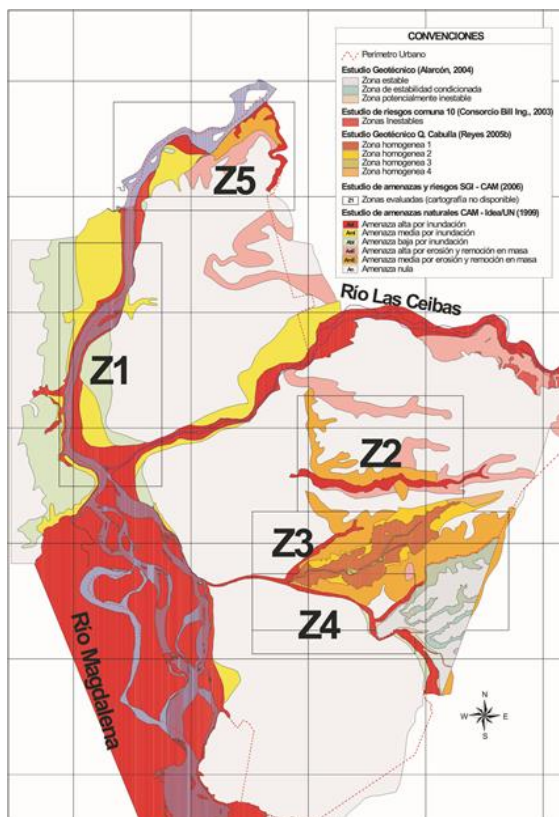 CONVENCIONES
Perimetro Urbano
Estudio Geotécnico (Alarcón, 2004)
Zona estable
Zona de estabilidad condicionada
Zona potencialmente inestable
Estudio de riesgos comuna 10 (Consorcio Bill Ing., 2003)
Zonas Inestables
Estudio Geotécnico Q. Cabulla (Reyes 2005b)
Zona homogenea 1
Zona homogenea 2
Zona homogenea 3
Zona homogenea 4
Estudio de amenazas y riesgos SGI - CAM (2006)
Z1 Zonas evaluadas (cartografía no disponible)
Estudio de amenazas naturales CAM - Idea/UN (1999)
Amenaza alta por inundación
Amenaza media por inundación
Abi Amenaza baja por inundación
Amenaza alta por erosión y remoción en masa
Amenaza media por erosión y remoción en masa
An Amenaza nula
Z5
Río Las Ceibas
Z1
Z2
Z3
Z4
Río Magdalena
N
W E
S